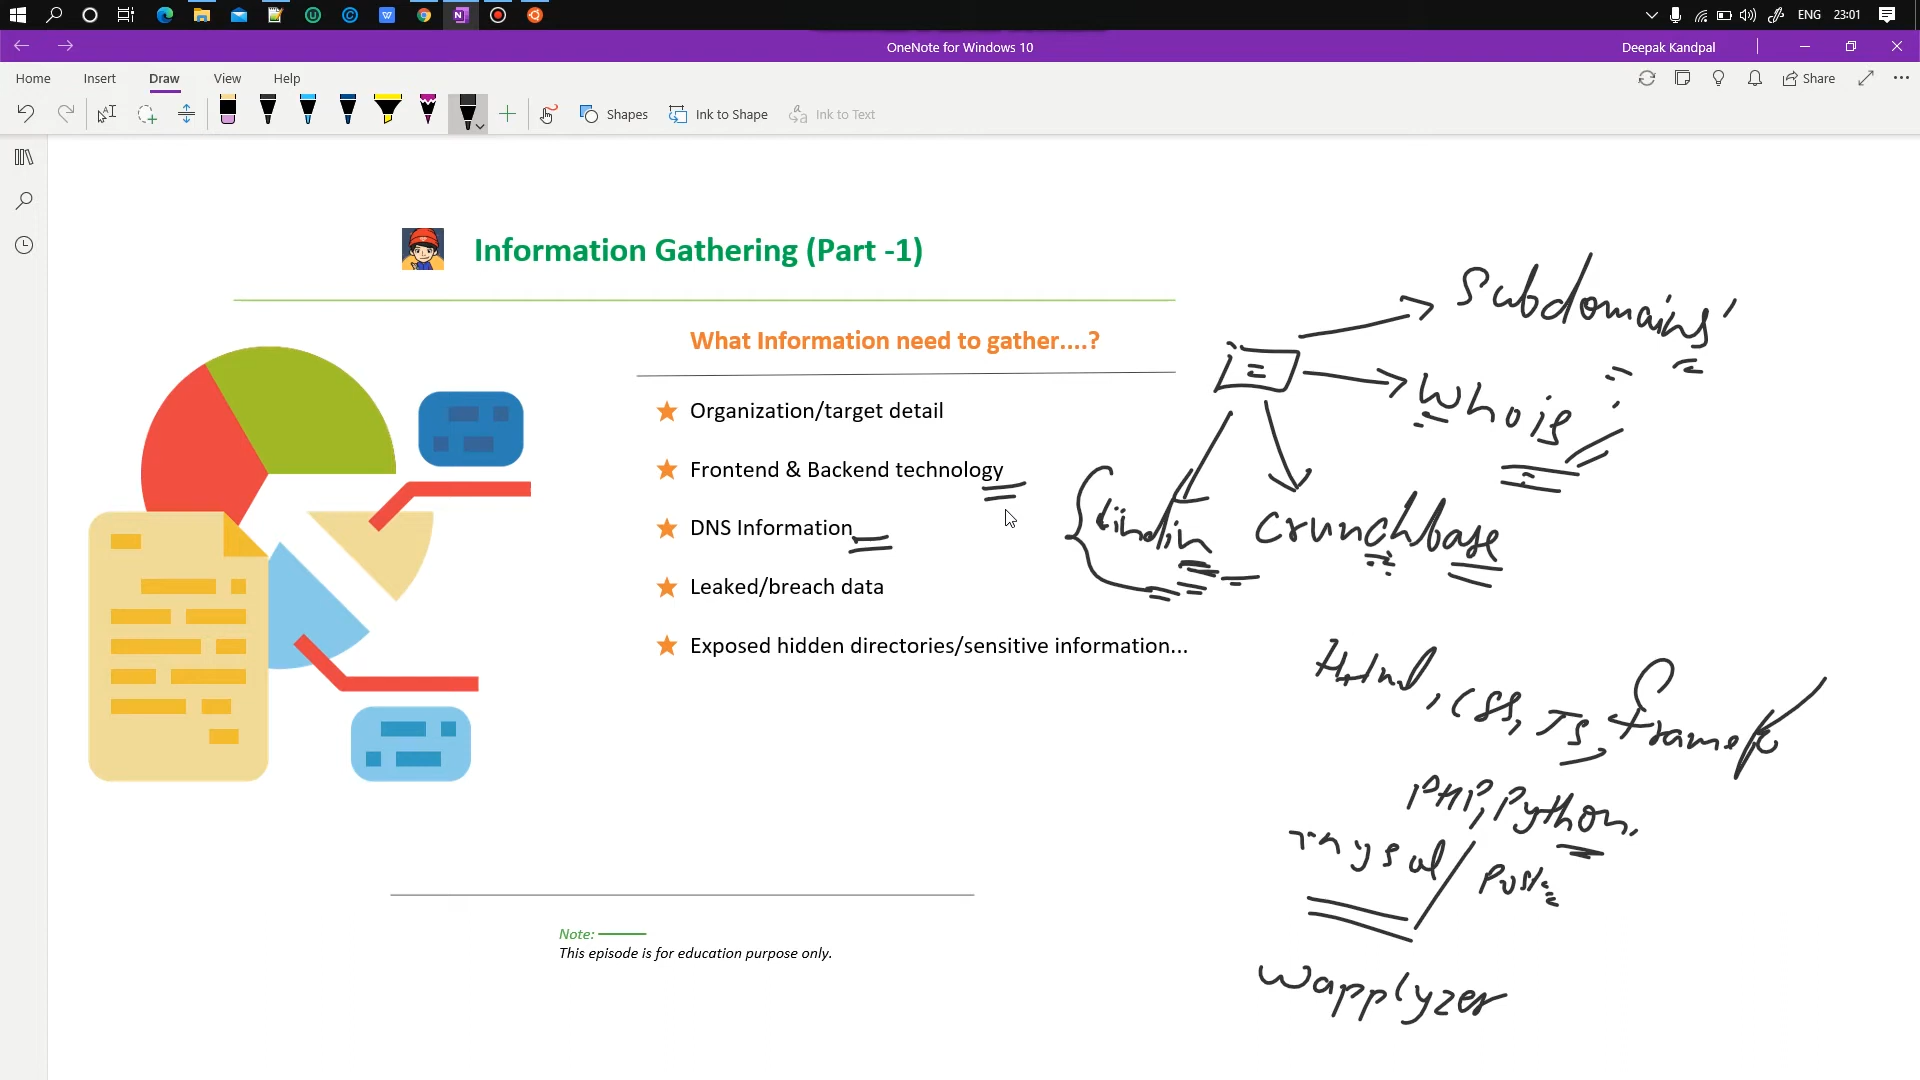 ENG 23:01
OneNote for Windows 10
Deepak Kandpal
Home Insert Draw View Help
Share
Shapes Ink to Shape Ink to Text
Information Gathering (Part -1)
What Information need to gather....?
Organization/target detail
Frontend & Backend technology
DNS Information
Leaked/breach data
Exposed hidden directories/sensitive information...
Note:
This episode is for education purpose only.
Subdomains
Whois
crunchbase
Html, CSS, JS,
PHP, Python,
mysql /
wapplyzer